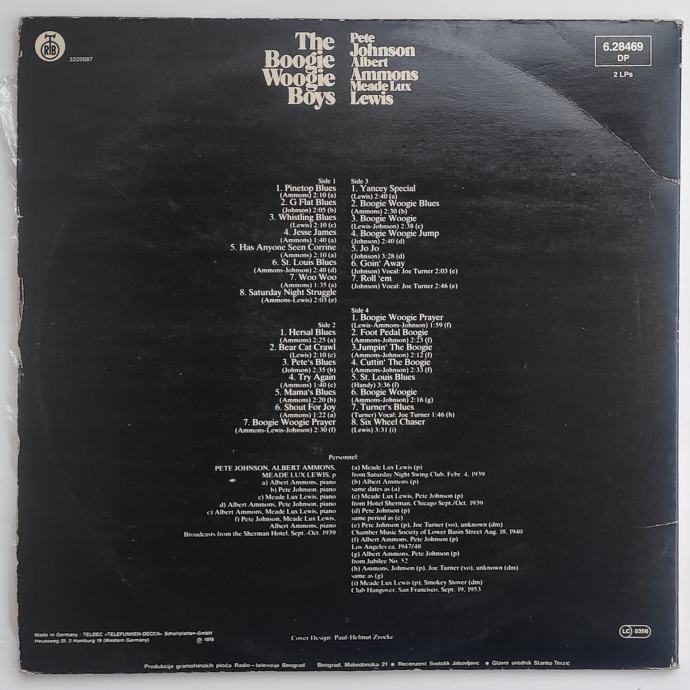 RTB
3220087
The
Boogie
Woogie
Boys
Pete
Johnson
Albert
Ammons
Meade Lux
Lewis
6.28469
DP
2 LPs
Side 1
1. Pinetop Blues
(Ammons) 2:10 (a)
2. G Flat Blues
(Johnson) 2:05 (b)
3. Whistling Blues
(Lewis) 2:10 (c)
4. Jesse James
(Ammons) 1:40 (a)
5. Has Anyone Seen Corrine
(Ammons) 2:10 (a)
6. St. Louis Blues
(Ammons-Johnson) 2:40 (d)
7. Woo Woo
(Ammons) 1:35 (a)
8. Saturday Night Struggle
(Ammons-Lewis) 2:03 (e)
Side 2
1. Hersal Blues
(Ammons) 2:25 (a)
2. Bear Cat Crawl
(Lewis) 2:10 (c)
3. Pete's Blues
(Johnson) 2:35 (b)
4. Try Again
(Ammons) 1:40 (c)
5. Mama's Blues
(Ammons) 2:20 (b)
6. Shout For Joy
(Ammons) 1:22 (a)
7. Boogie Woogie Prayer
(Ammons-Lewis-Johnson) 2:30 (f)
Side 3
1. Yancey Special
(Lewis) 2:40 (a)
2. Boogie Woogie Blues
(Ammons) 2:30 (b)
3. Boogie Woogie
(Lewis-Johnson) 2:38 (c)
4. Boogie Woogie Jump
(Johnson) 2:40 (d)
5. Jo Jo
(Johnson) 3:28 (d)
6. Goin' Away
(Johnson) Vocal: Joe Turner 2:03 (e)
7. Roll 'em
(Johnson) Vocal: Joe Turner 2:46 (e)
Side 4
1. Boogie Woogie Prayer
(Lewis-Ammons-Johnson) 1:59 (f)
2. Foot Pedal Boogie
(Ammons-Johnson) 2:23 (f)
3.Jumpin' The Boogie
(Ammons-Johnson) 2:12 (f)
4. Cuttin' The Boogie
(Ammons-Johnson) 2:33 (f)
5. St. Louis Blues
(Handy) 3:36 (f)
6. Boogie Woogie
(Ammons-Johnson) 2:16 (g)
7. Turner's Blues
(Turner) Vocal: Joe Turner 1:46 (h)
8. Six Wheel Chaser
(Lewis) 3:31 (i)
Personnel:
PETE JOHNSON, ALBERT AMMONS,
MEADE LUX LEWIS, p
a) Albert Ammons, piano
b) Pete Johnson, piano
c) Meade Lux Lewis, piano
d) Albert Ammons, Pete Johnson, piano
e) Albert Ammons, Meade Lux Lewis, piano
f) Pete Johnson, Meade Lux Lewis,
Albert Ammons, piano
Broadcasts from the Sherman Hotel, Sept.-Oct. 1939
(a) Meade Lux Lewis (p)
from Saturday Night Swing Club, Febr. 4, 1939
(b) Albert Ammons (p)
same dates as (a)
(c) Meade Lux Lewis, Pete Johnson (p)
from Hotel Sherman, Chicago Sept./Oct. 1939
(d) Pete Johnson (p)
same period as (c)
(e) Pete Johnson (p), Joe Turner (vo), unknown (dm)
Chamber Music Society of Lower Basin Street Aug. 18, 1940
(f) Albert Ammons, Pete Johnson (p)
Los Angeles ca. 1947/48
(g) Albert Ammons, Pete Johnson (p)
from Jubilee No. 52
(h) Ammons, Johnson (p), Joe Turner (vo), unknown (dm)
same as (g)
(i) Meade Lux Lewis (p), Smokey Stover (dm)
Club Hangover, San Francisco, Sept. 19, 1953
Made in Germany · TELDEC »TELEFUNKEN-DECCA« Schallplatten-GmbH
Heussweg 25, 2 Hamburg 19 (Western Germany)
℗ 1978
Cover Design: Paul-Helmut Zrocke
LC 0356
Produkcija gramofonskih ploča Radio-televizije Beograd Beograd, Makedonska 21 ● Recenzent Svetolik Jakovljevic ● Glavni urednik Stanko Terzic